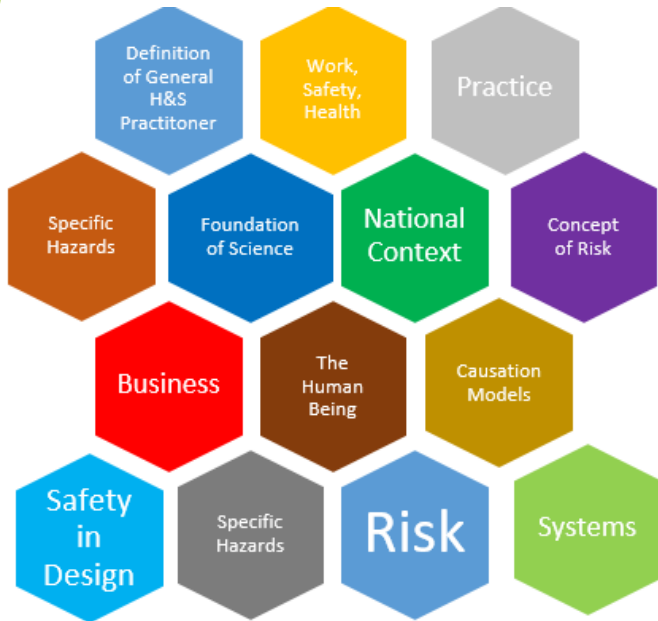 Definition
of General
H&S
Practitoner
Work,
Safety,
Health
Practice
Specific
Hazards
Foundation
of Science
National
Context
Concept
of Risk
Business
The
Human
Being
Causation
Models
Safety
in
Design
Specific
Hazards
Risk
Systems